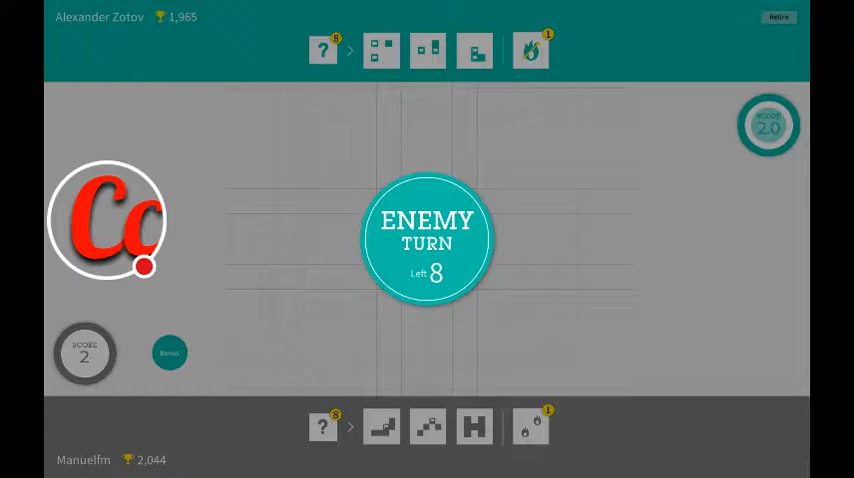 Alexander Zotov 1,965
Retire
? 8 1
SCORE
2.0
Cc
ENEMY
TURN
Left 8
SCORE
2
Bonus
? 8 1
Manuelfm 2,044